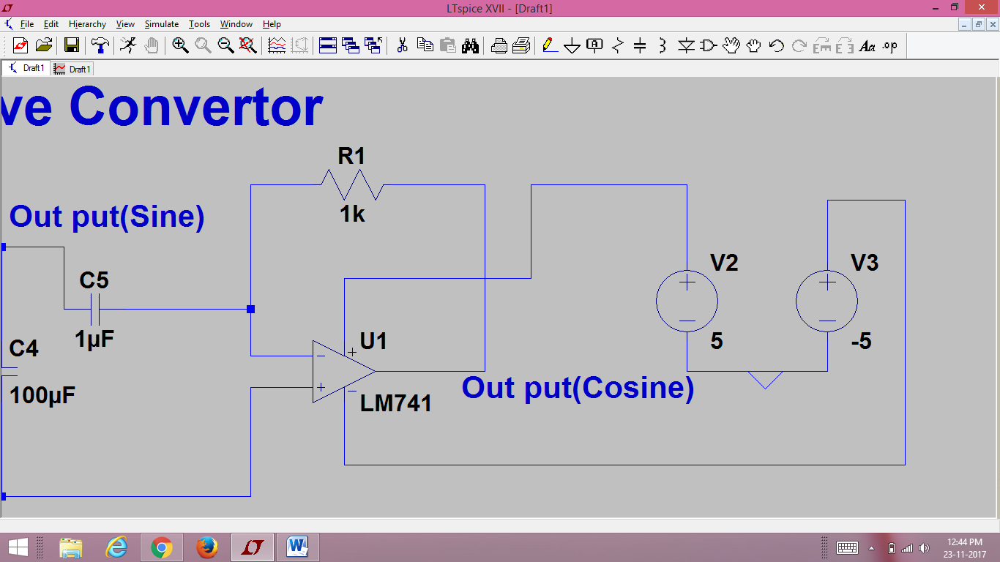 LTspice XVII - [Draft1]
File Edit Hierarchy View Simulate Tools Window Help
Aa .op
Draft1 Draft1
ve Convertor
R1
1k
Out put(Sine)
C5
1µF
C4
100µF
U1
LM741
Out put(Cosine)
V2
5
V3
-5
12:44 PM
23-11-2017